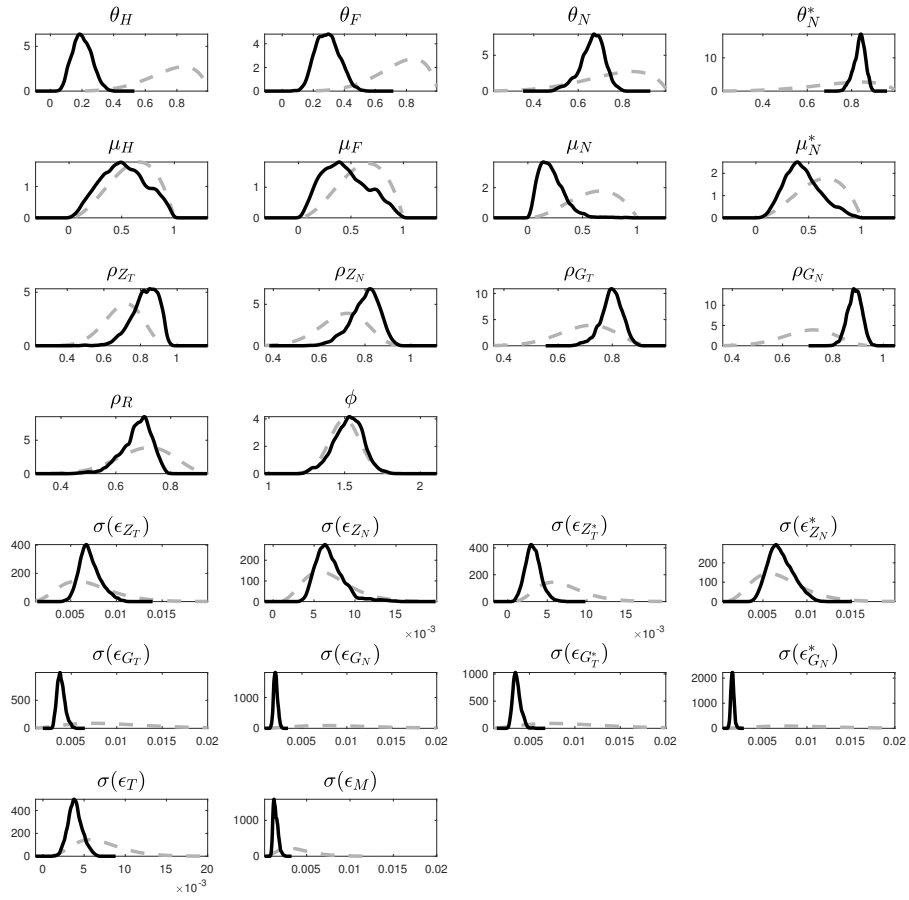 θ_H θ_F θ_N θ*_N
5 4 2 0 5 10
0 0 0
0 0.2 0.4 0.6 0.8 0 0.2 0.4 0.6 0.8 0.4 0.6 0.8 0.4 0.6 0.8
μ_H μ_F μ_N μ*_N
1 1 2 2 1
0 0 0 0
0 0.5 1 0 0.5 1 0 0.5 1 0 0.5 1
ρ_{Z_T} ρ_{Z_N} ρ_{G_T} ρ_{G_N}
5 5 10 5 10 5
0 0 0 0
0.4 0.6 0.8 1 0.4 0.6 0.8 1 0.4 0.6 0.8 1 0.4 0.6 0.8 1
ρ_R φ
5 4 2
0 0
0.4 0.6 0.8 1 1.5 2
σ(ε_{Z_T}) σ(ε_{Z_N}) σ(ε_{Z*_T}) σ(ε*_{Z_N})
400 200 200 100 400 200 200 100
0 0 0 0
0.005 0.01 0.015 0 5 10 15 0 5 10 15 0.005 0.01 0.015
×10⁻³ ×10⁻³
σ(ε_{G_T}) σ(ε_{G_N}) σ(ε_{G*_T}) σ(ε*_{G_N})
500 1000 1000 500 2000 1000
0 0 0 0
0.005 0.01 0.015 0.02 0.005 0.01 0.015 0.02 0.005 0.01 0.015 0.02 0.005 0.01 0.015 0.02
σ(ε_T) σ(ε_M)
400 200 1000
0 0
0 5 10 15 20 0.005 0.01 0.015 0.02
×10⁻³